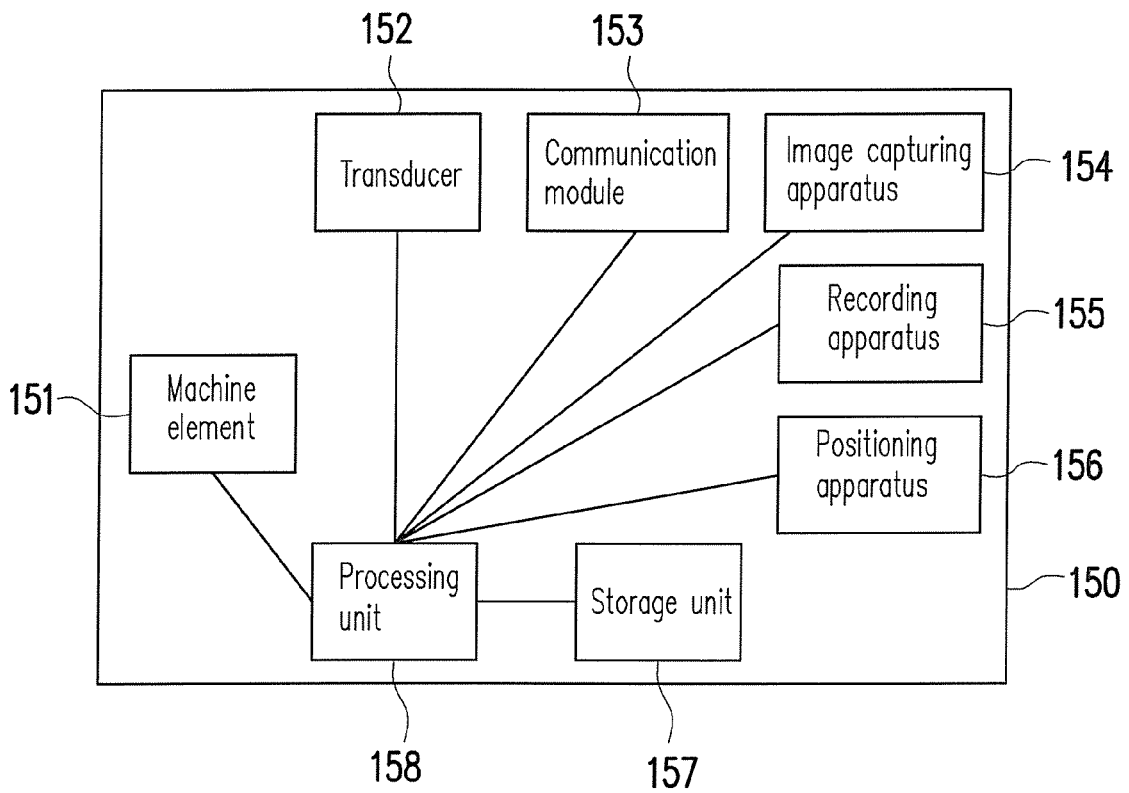 152
153
Transducer
Communication
module
Image capturing
apparatus
154
Recording
apparatus
155
151
Machine
element
Positioning
apparatus
156
Processing
unit
Storage unit
150
158
157